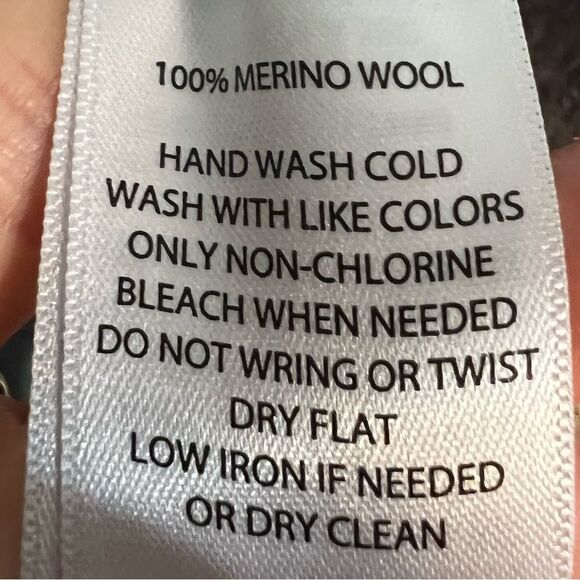 100% MERINO WOOL
HAND WASH COLD
WASH WITH LIKE COLORS
ONLY NON-CHLORINE
BLEACH WHEN NEEDED
DO NOT WRING OR TWIST
DRY FLAT
LOW IRON IF NEEDED
OR DRY CLEAN